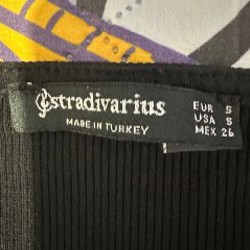 stradivarius
MADE IN TURKEY
EUR S
USA S
MEX 26